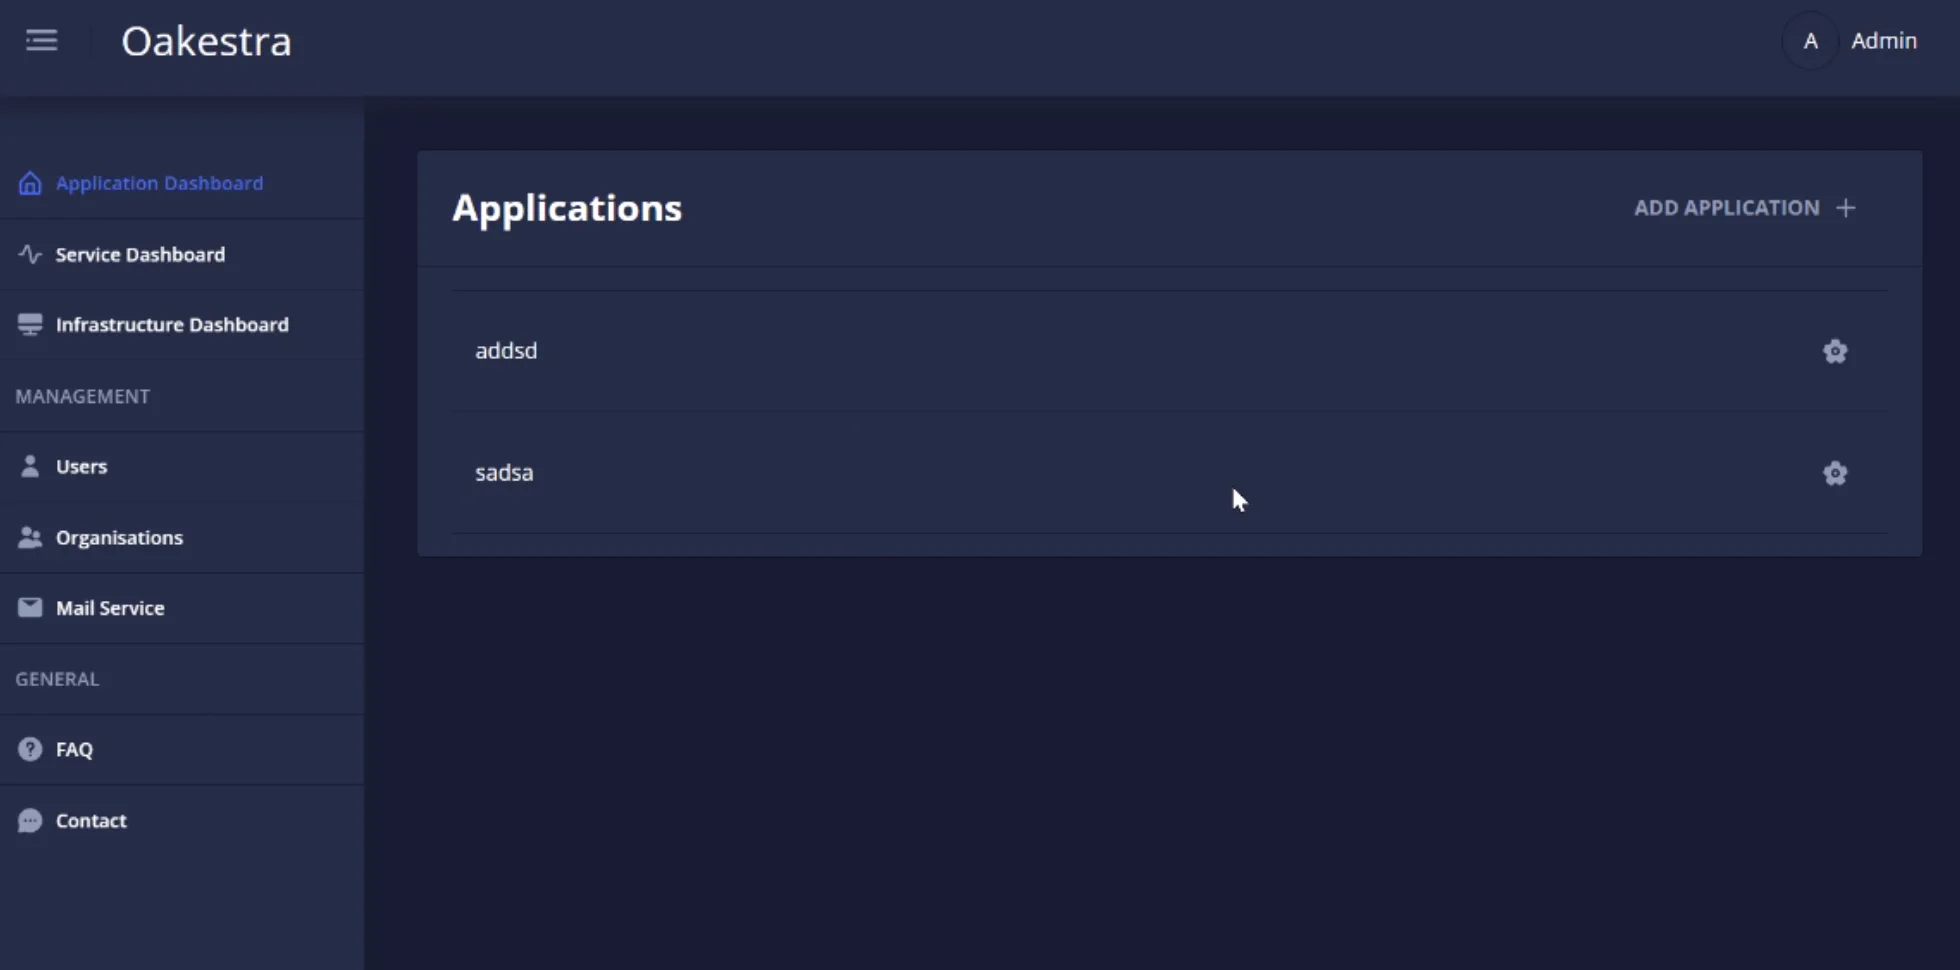 Oakestra
A Admin
Application Dashboard
Service Dashboard
Infrastructure Dashboard
MANAGEMENT
Users
Organisations
Mail Service
GENERAL
FAQ
Contact
Applications
ADD APPLICATION +
addsd
sadsa